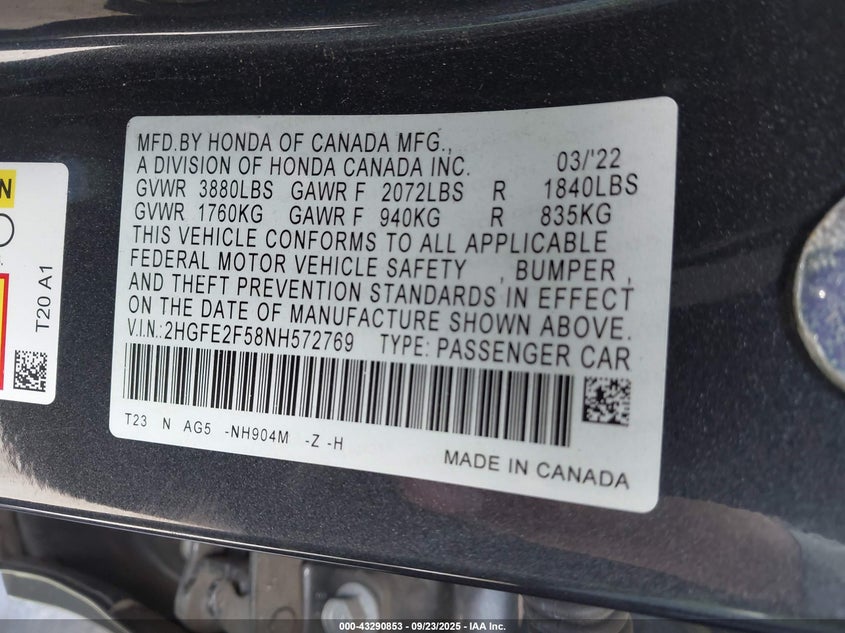 MFD.BY HONDA OF CANADA MFG.,
A DIVISION OF HONDA CANADA INC. 03/'22
GVWR 3880LBS GAWR F 2072LBS R 1840LBS
GVWR 1760KG GAWR F 940KG R 835KG
THIS VEHICLE CONFORMS TO ALL APPLICABLE
FEDERAL MOTOR VEHICLE SAFETY , BUMPER ,
AND THEFT PREVENTION STANDARDS IN EFFECT
ON THE DATE OF MANUFACTURE SHOWN ABOVE.
V.I.N.:2HGFE2F58NH572769 TYPE: PASSENGER CAR
T23 N AG5 -NH904M -Z -H
MADE IN CANADA
T20 A1
000-43290853 / 09/23/2025 - IAA Inc.